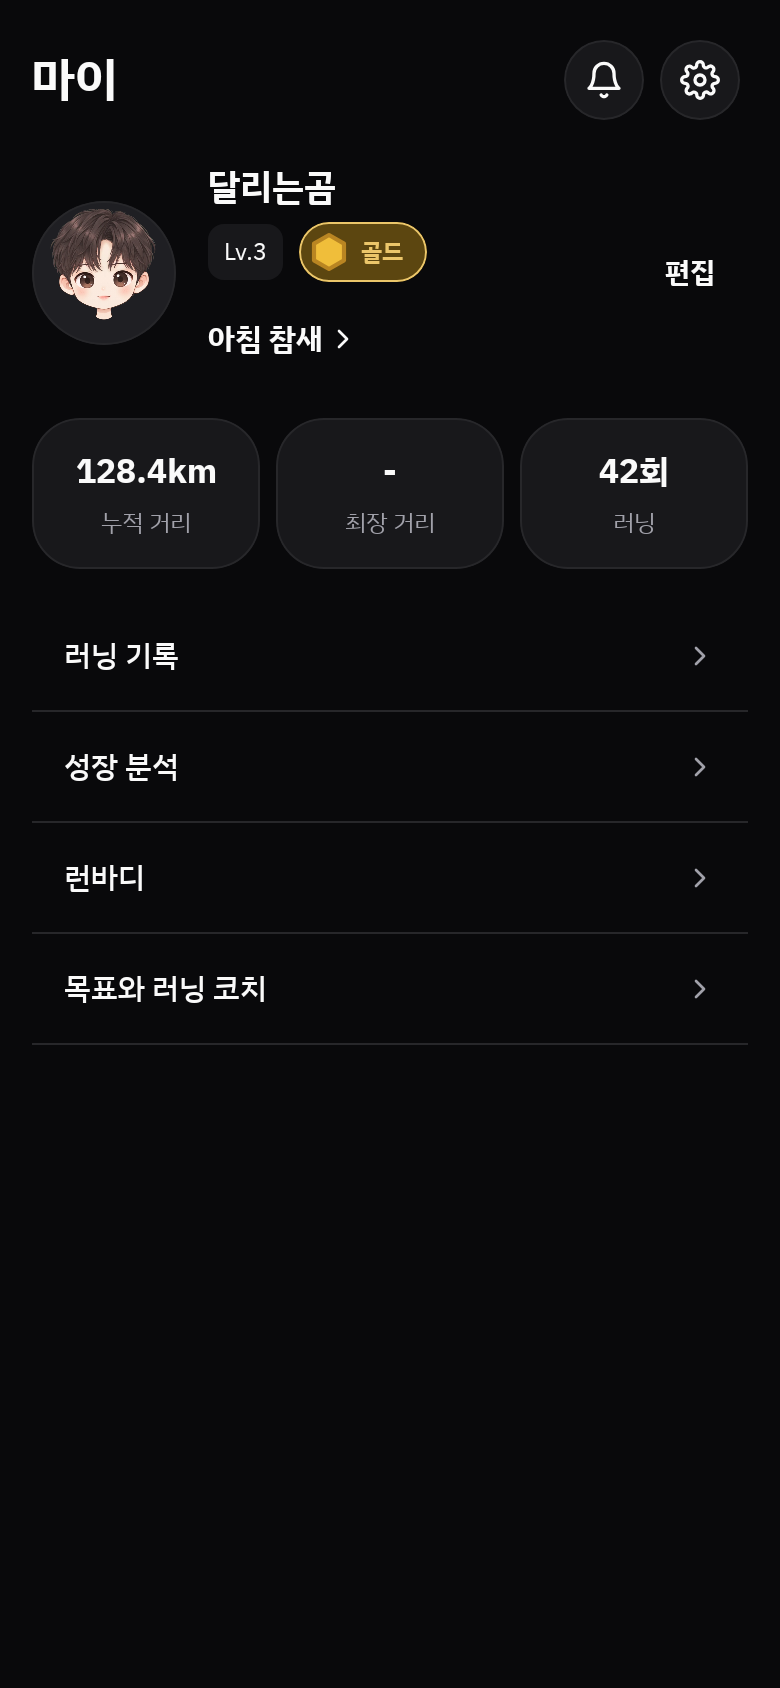 마이
달리는곰
Lv.3 골드
편집
아침 참새
128.4km - 42회
누적 거리 최장 거리 러닝
러닝 기록
성장 분석
런바디
목표와 러닝 코치